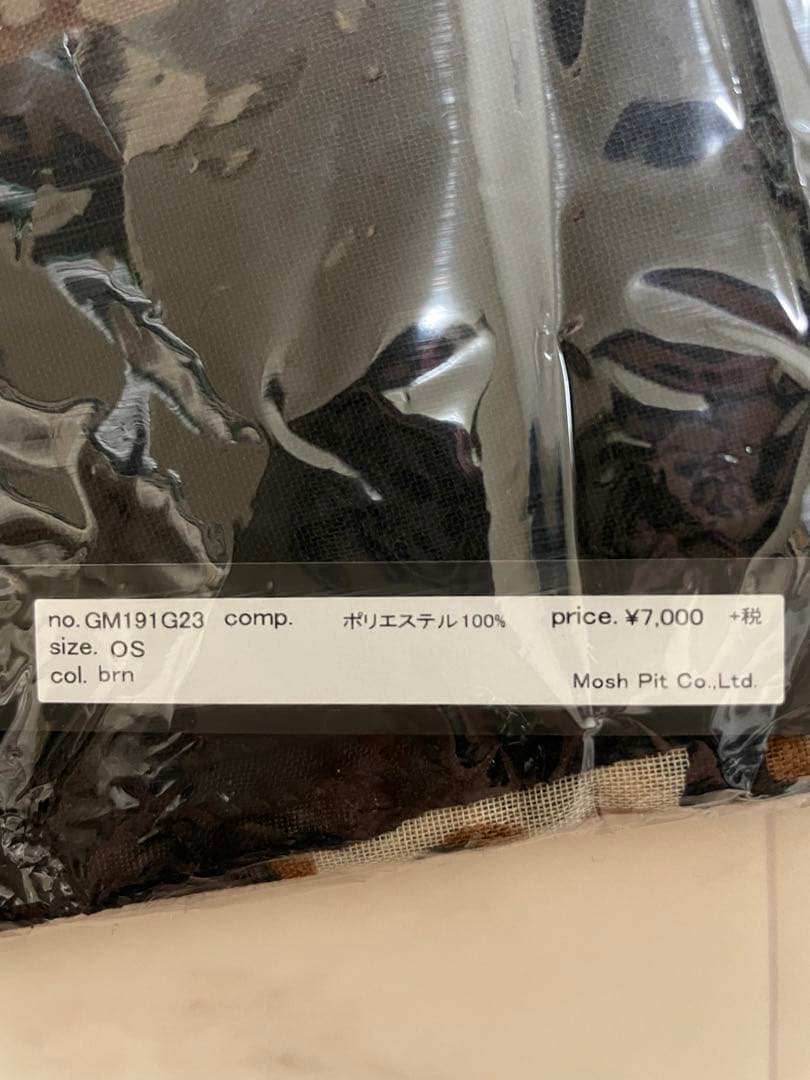 no. GM191G23 comp. ポリエステル100% price. ¥7,000 +税
size. OS
col. brn Mosh Pit Co.,Ltd.